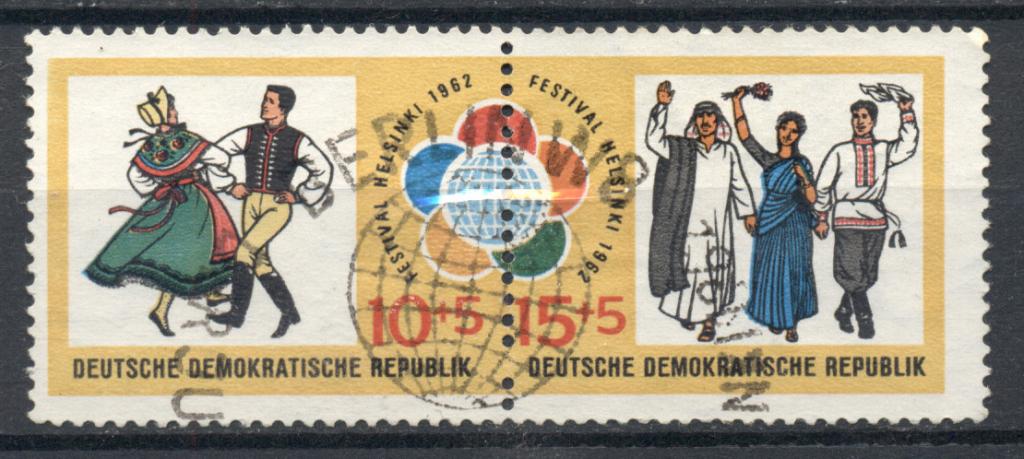 FESTIVAL HELSINKI 1962
FESTIVAL HELSINKI 1962
10+5
15+5
DEUTSCHE DEMOKRATISCHE REPUBLIK
DEUTSCHE DEMOKRATISCHE REPUBLIK